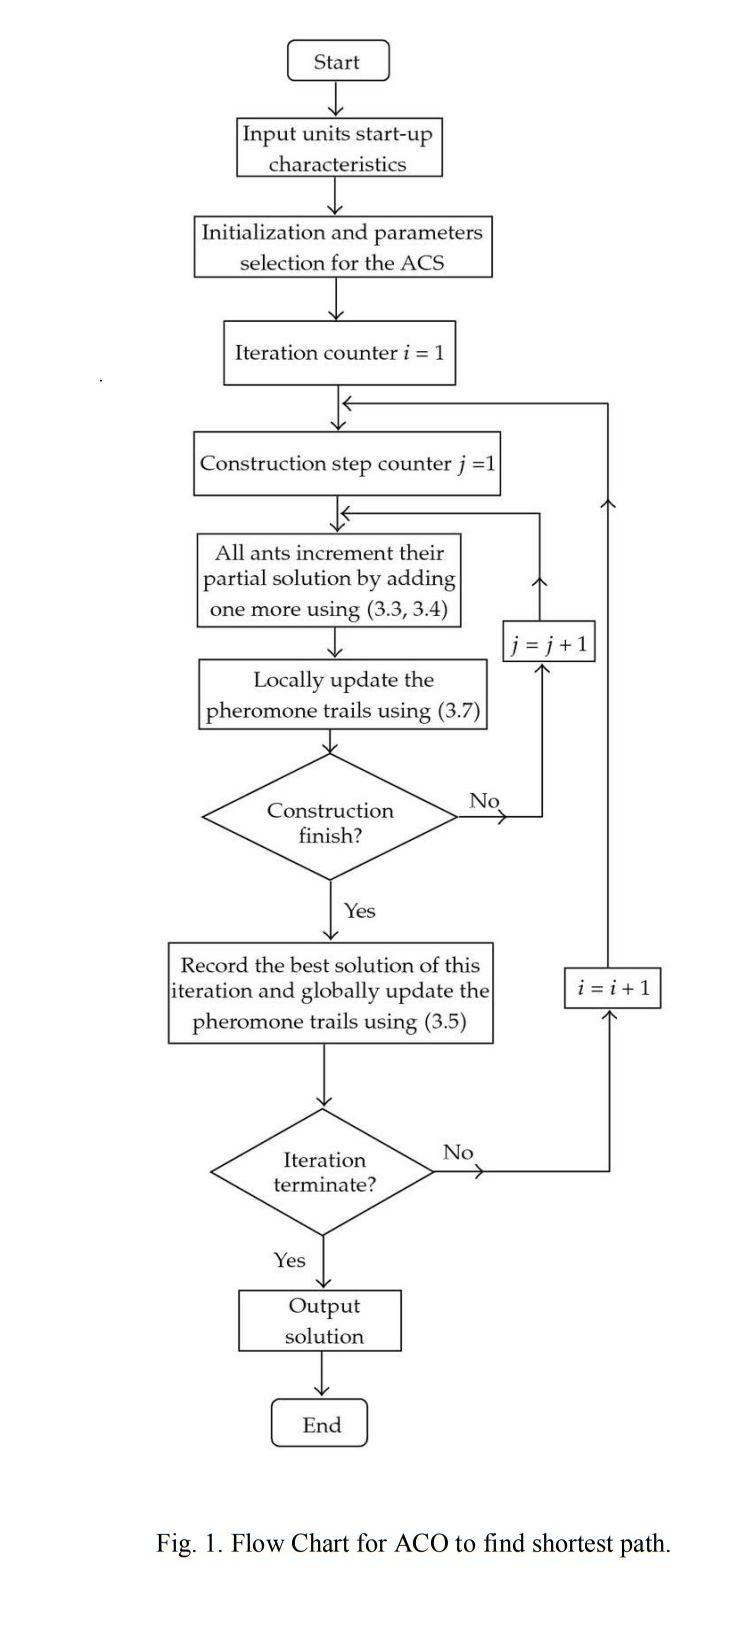 Start
Input units start-up
characteristics
Initialization and parameters
selection for the ACS
Iteration counter i = 1
Construction step counter j =1
All ants increment their
partial solution by adding
one more using (3.3, 3.4)
j = j + 1
Locally update the
pheromone trails using (3.7)
Construction
finish?
No
Yes
Record the best solution of this
iteration and globally update the
pheromone trails using (3.5)
i = i + 1
Iteration
terminate?
No
Yes
Output
solution
End
Fig. 1. Flow Chart for ACO to find shortest path.